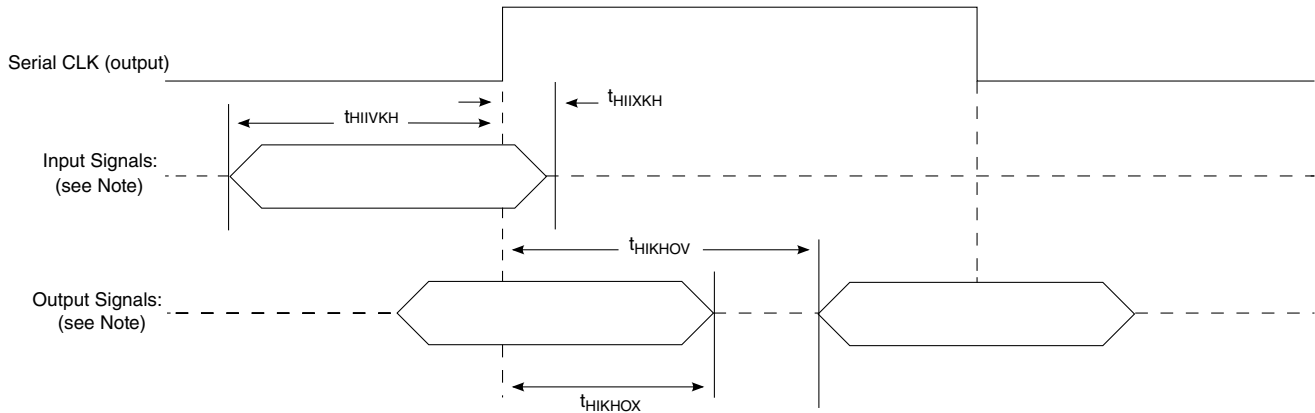 Serial CLK (output)
tHIIXKH
tHIIVKH
Input Signals:
(see Note)
tHIKHOV
Output Signals:
(see Note)
tHIKHOX